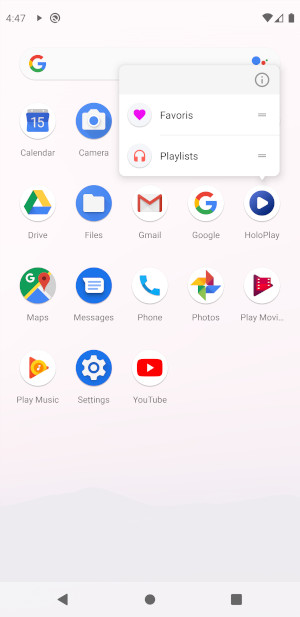 4:47
Favoris
Playlists
Calendar
Camera
Drive
Files
Gmail
Google
HoloPlay
Maps
Messages
Phone
Photos
Play Movi...
Play Music
Settings
YouTube